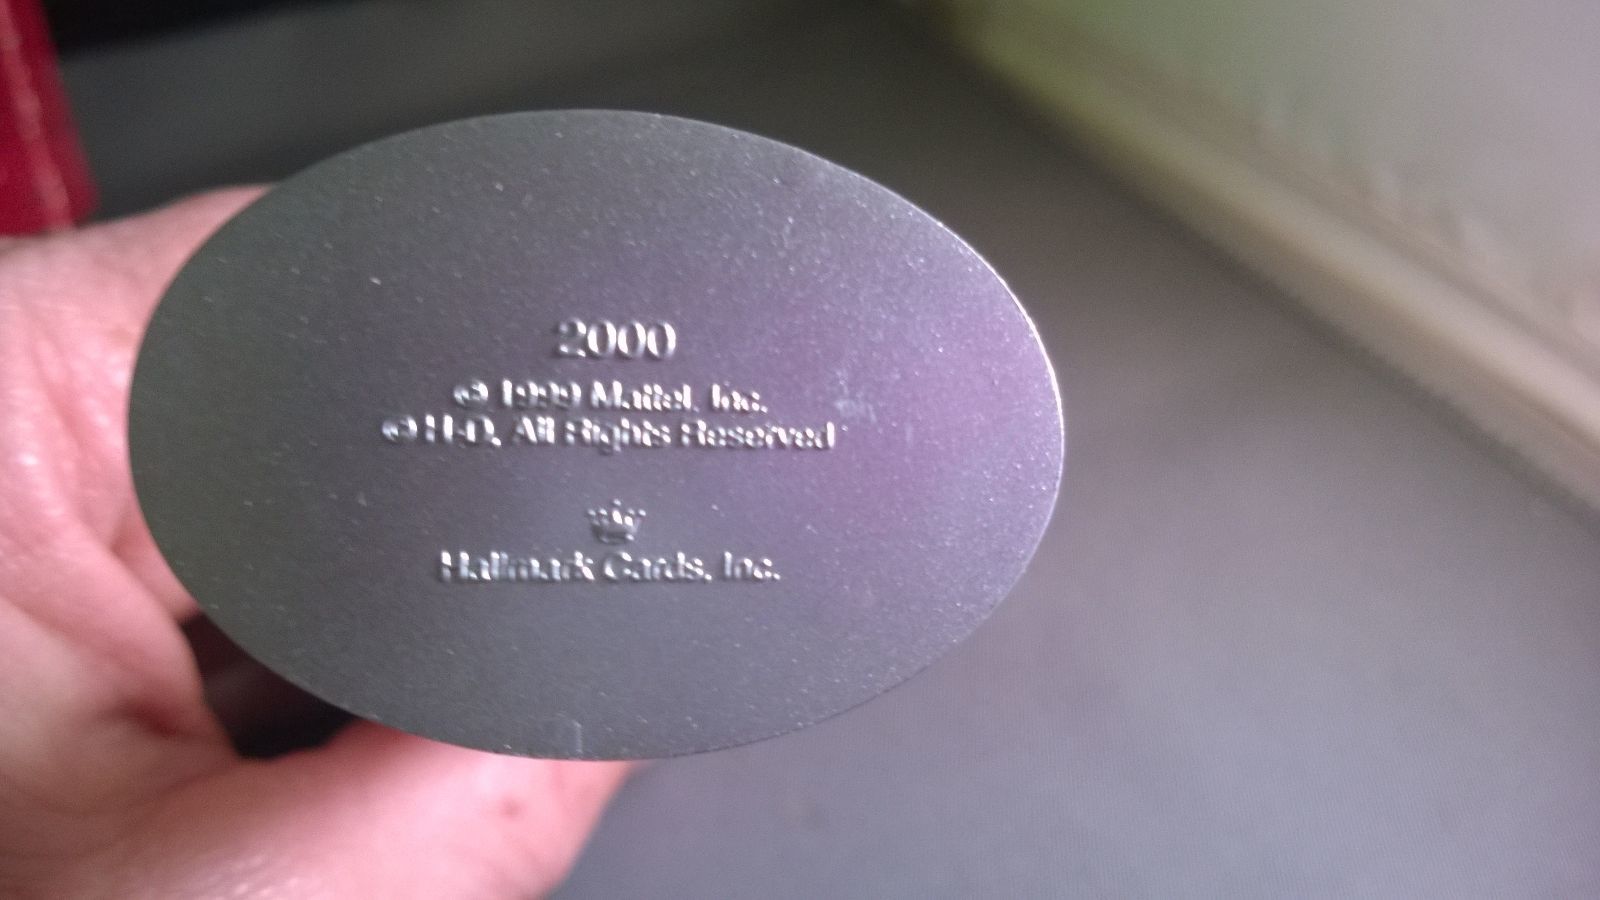 2000
© 1999 Mattel, Inc.
© H-D, All Rights Reserved
Hallmark Cards, Inc.